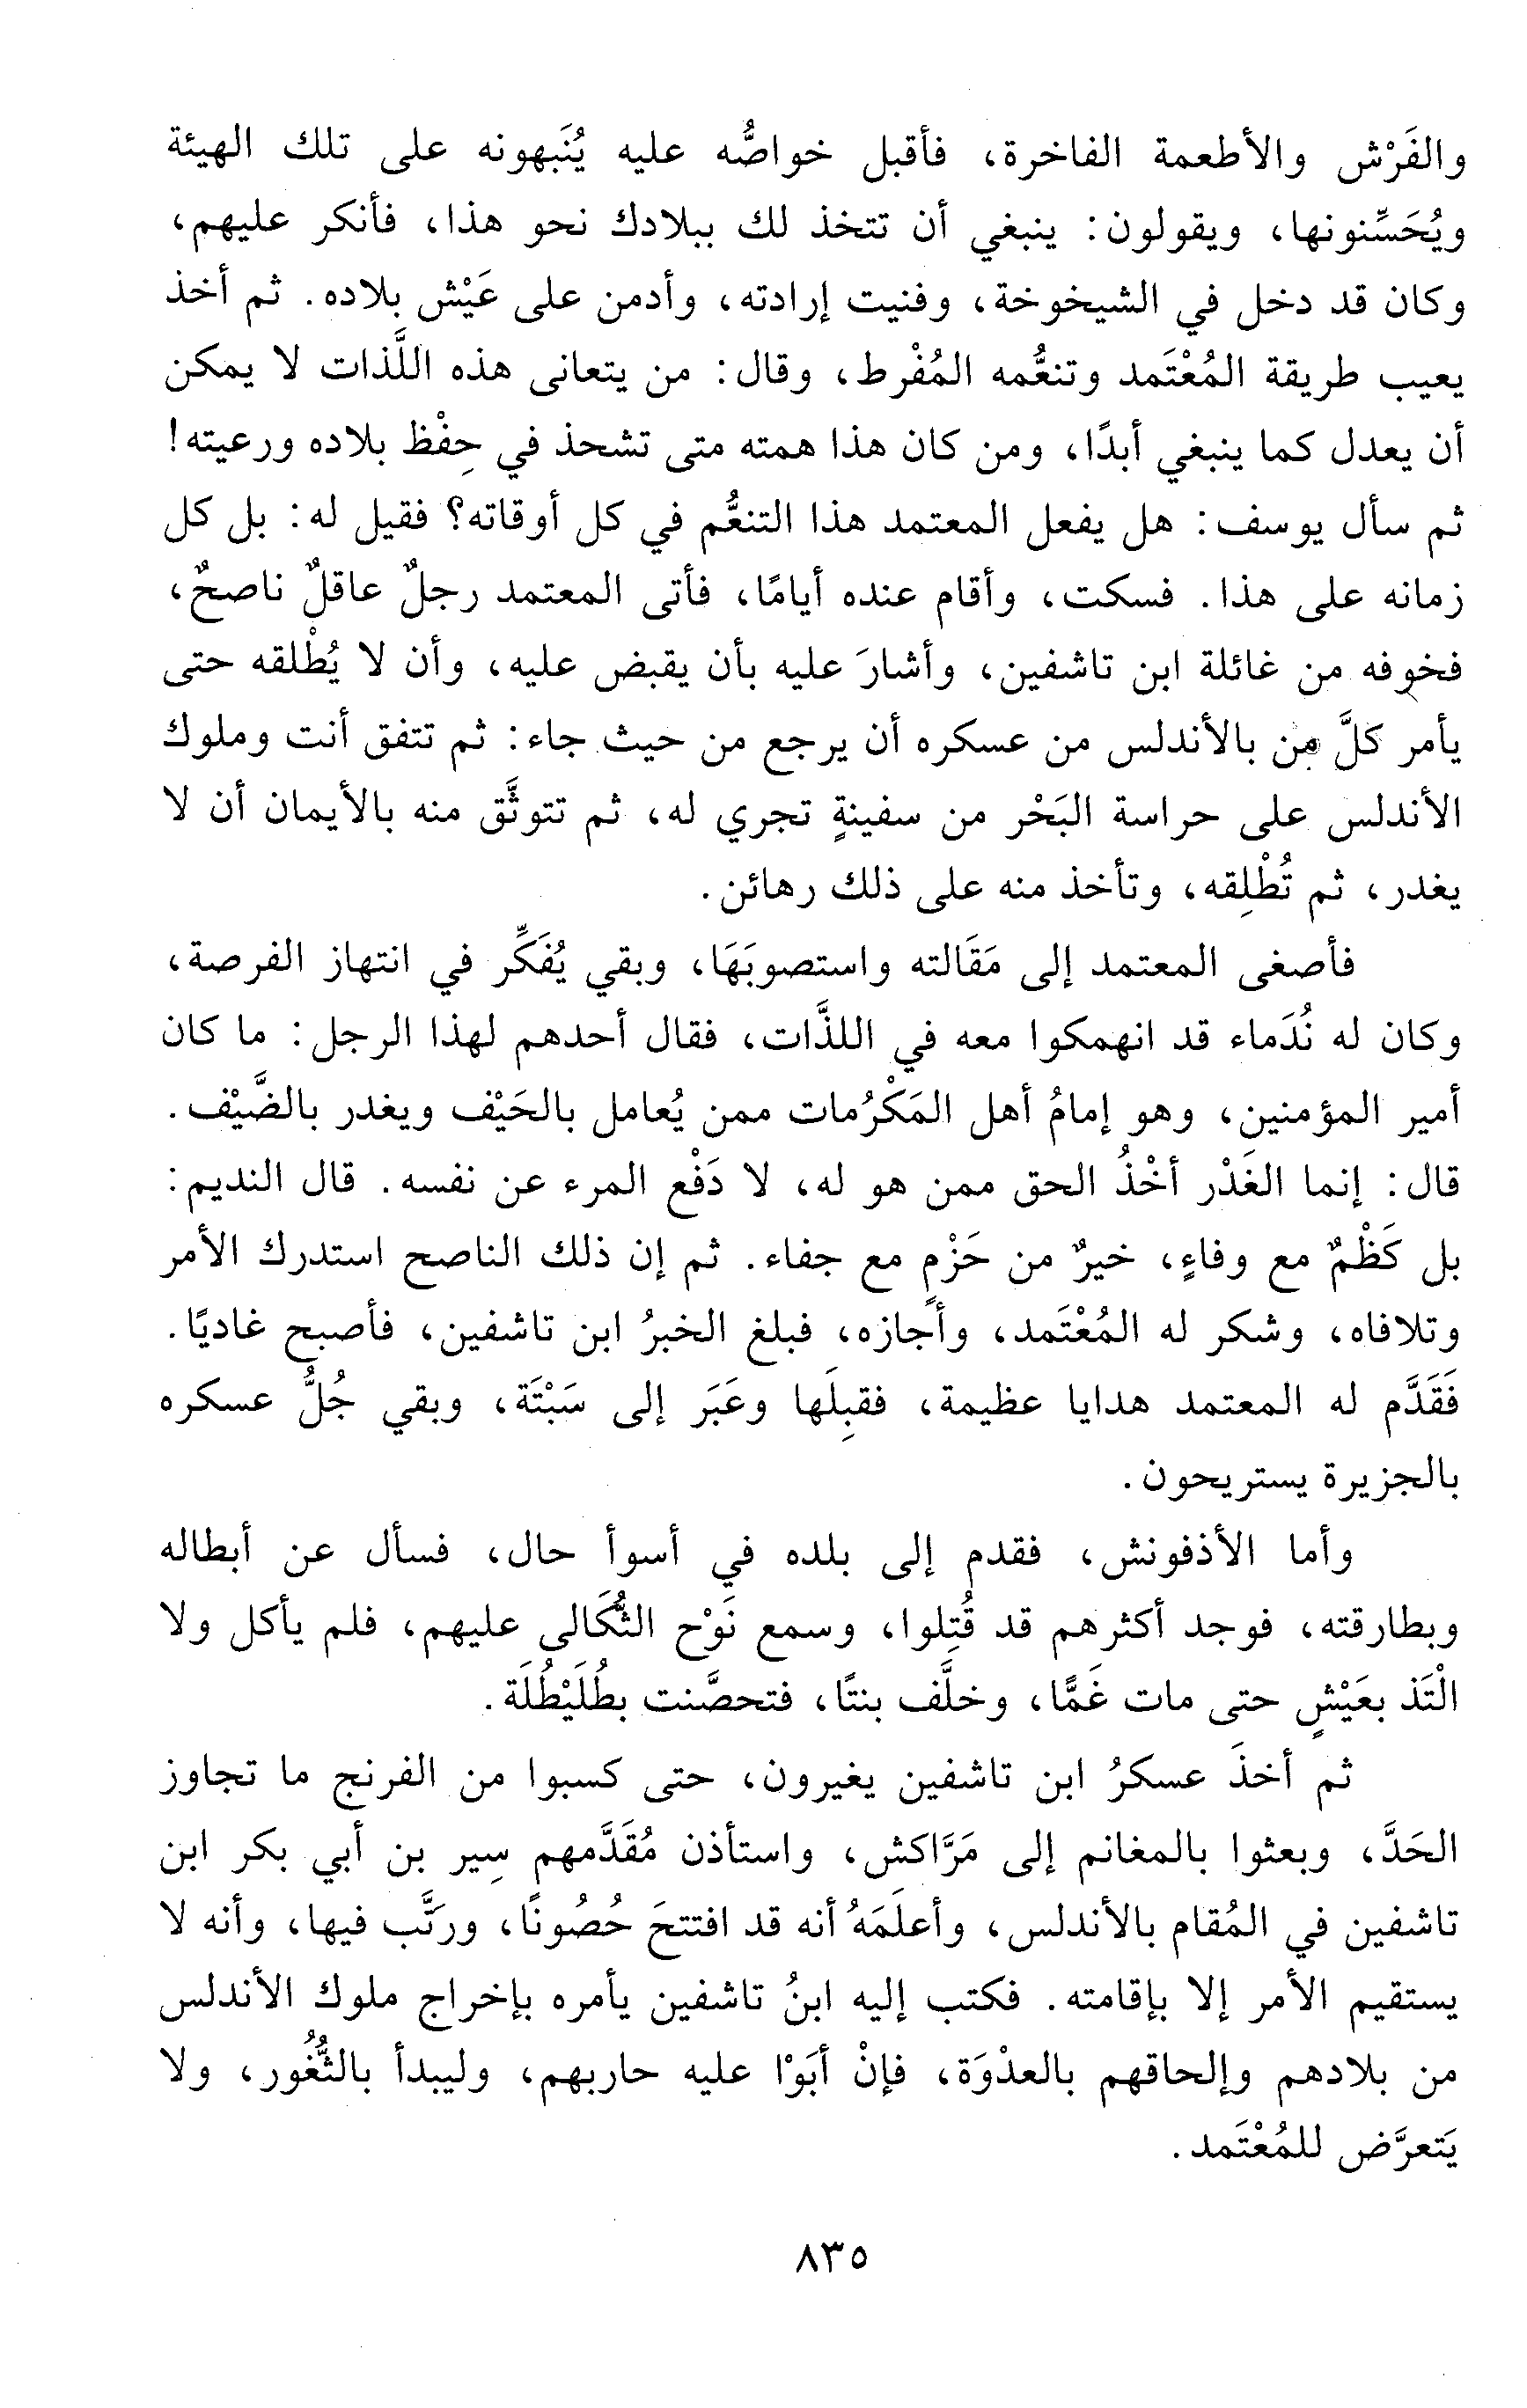 والفَرْش والأطعمة الفاخرة، فأقبل خواصُّه عليه يُنَبهونه على تلك الهيئة
ويُحَسِّنونها، ويقولون: ينبغي أن تتخذ لك ببلادك نحو هذا، فأنكر عليهم،
وكان قد دخل في الشيخوخة، وفنيت إرادته، وأدمن على عَيْش بلاده. ثم أخذ
يعيب طريقة المُعْتَمد وتنعُّمه المُفْرط، وقال: من يتعانى هذه اللَّذات لا يمكن
أن يعدل كما ينبغي أبدًا، ومن كان هذا همته متى تشحذ في حِفْظ بلاده ورعيته!
ثم سأل يوسف: هل يفعل المعتمد هذا التنعُّم في كل أوقاته؟ فقيل له: بل كل
زمانه على هذا. فسكت، وأقام عنده أيامًا، فأتى المعتمد رجلٌ عاقلٌ ناصحٌ،
فخوفه من غائلة ابن تاشفين، وأشارَ عليه بأن يقبض عليه، وأن لا يُطْلقه حتى
يأمر كلَّ من بالأندلس من عسكره أن يرجع من حيث جاء: ثم تتفق أنت وملوك
الأندلس على حراسة البَحْر من سفينةٍ تجري له، ثم تتوثَّق منه بالأيمان أن لا
يغدر، ثم تُطْلِقه، وتأخذ منه على ذلك رهائن.
فأصغى المعتمد إلى مَقَالته واستصوبَهَا، وبقي يُفَكِّر في انتهاز الفرصة،
وكان له نُدَماء قد انهمكوا معه في اللذَّات، فقال أحدهم لهذا الرجل: ما كان
أمير المؤمنين، وهو إمامُ أهل المَكْرُمات ممن يُعامل بالحَيْف ويغدر بالضَّيْف.
قال: إنما الغَدْر أخْذُ الحق ممن هو له، لا دَفْع المرء عن نفسه. قال النديم:
بل كَظْمٌ مع وفاءٍ، خيرٌ من حَزْمٍ مع جفاء. ثم إن ذلك الناصح استدرك الأمر
وتلافاه، وشكر له المُعْتَمد، وأجازه، فبلغ الخبرُ ابن تاشفين، فأصبح غاديًا.
فَقَدَّم له المعتمد هدايا عظيمة، فقبِلَها وعَبَر إلى سَبْتَة، وبقي جُلُّ عسكره
بالجزيرة يستريحون.
وأما الأذفونش، فقدم إلى بلده في أسوأ حال، فسأل عن أبطاله
وبطارقته، فوجد أكثرهم قد قُتِلوا، وسمع نَوْح الثُّكَالى عليهم، فلم يأكل ولا
الْتَذ بعَيْشٍ حتى مات غَمًّا، وخلَّف بنتًا، فتحصَّنت بطُلَيْطُلَة.
ثم أخذَ عسكرُ ابن تاشفين يغيرون، حتى كسبوا من الفرنج ما تجاوز
الحَدَّ، وبعثوا بالمغانم إلى مَرَّاكش، واستأذن مُقَدَّمهم سِير بن أبي بكر ابن
تاشفين في المُقام بالأندلس، وأعلَمَهُ أنه قد افتتحَ حُصُونًا، ورتَّب فيها، وأنه لا
يستقيم الأمر إلا بإقامته. فكتب إليه ابنُ تاشفين يأمره بإخراج ملوك الأندلس
من بلادهم وإلحاقهم بالعدْوَة، فإنْ أبَوْا عليه حاربهم، وليبدأ بالثُّغُور، ولا
يَتعرَّض للمُعْتَمد.
٨٣٥